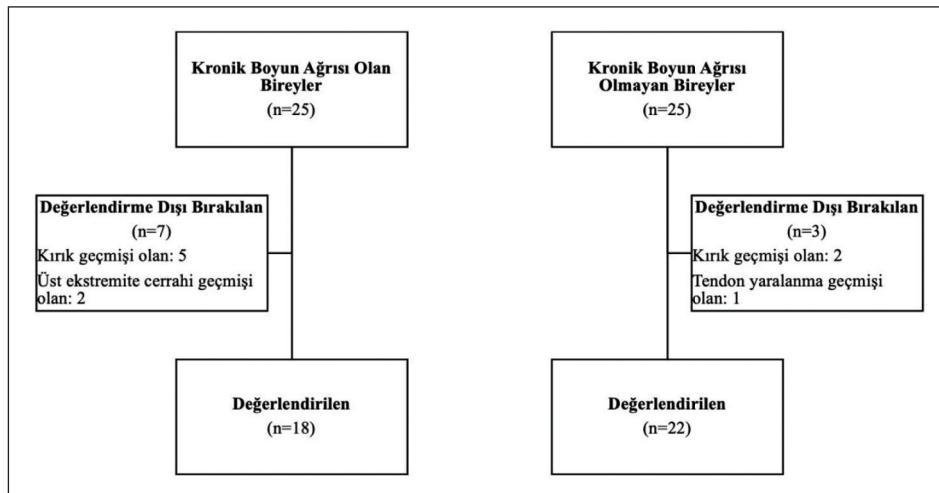 Kronik Boyun Ağrısı Olan
Bireyler
(n=25)
Kronik Boyun Ağrısı
Olmayan Bireyler
(n=25)
Değerlendirme Dışı Bırakılan
(n=7)
Kırık geçmişi olan: 5
Üst ekstremite cerrahi geçmişi
olan: 2
Değerlendirme Dışı Bırakılan
(n=3)
Kırık geçmişi olan: 2
Tendon yaralanma geçmişi
olan: 1
Değerlendirilen
(n=18)
Değerlendirilen
(n=22)